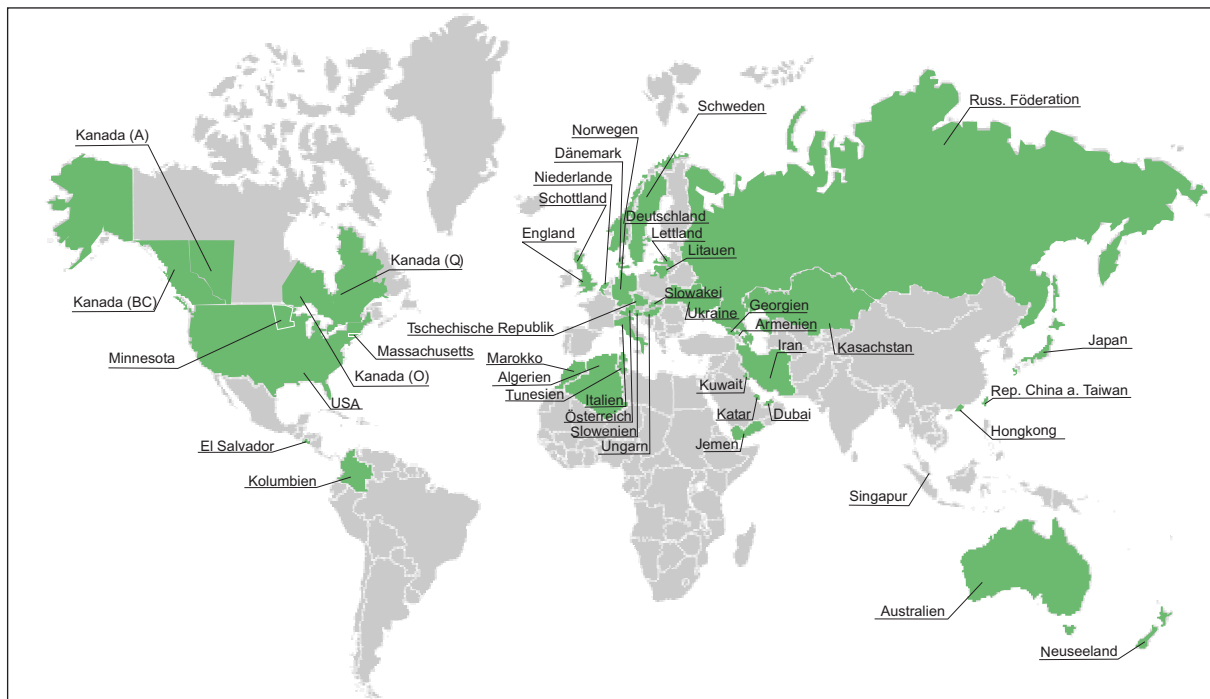 Russ. Föderation
Schweden
Norwegen
Kanada (A)
Dänemark
Niederlande
Schottland
Deutschland
England
Lettland
Litauen
Kanada (Q)
Kanada (BC)
Slowakei
Georgien
Ukraine
Tschechische Republik
Armenien
Minnesota
Massachusetts
Marokko
Iran
Kasachstan
Japan
Kanada (O)
Algerien
Kuwait
Tunesien
Rep. China a. Taiwan
USA
Italien
Katar
Dubai
Österreich
Hongkong
Slowenien
El Salvador
Ungarn
Jemen
Kolumbien
Singapur
Australien
Neuseeland